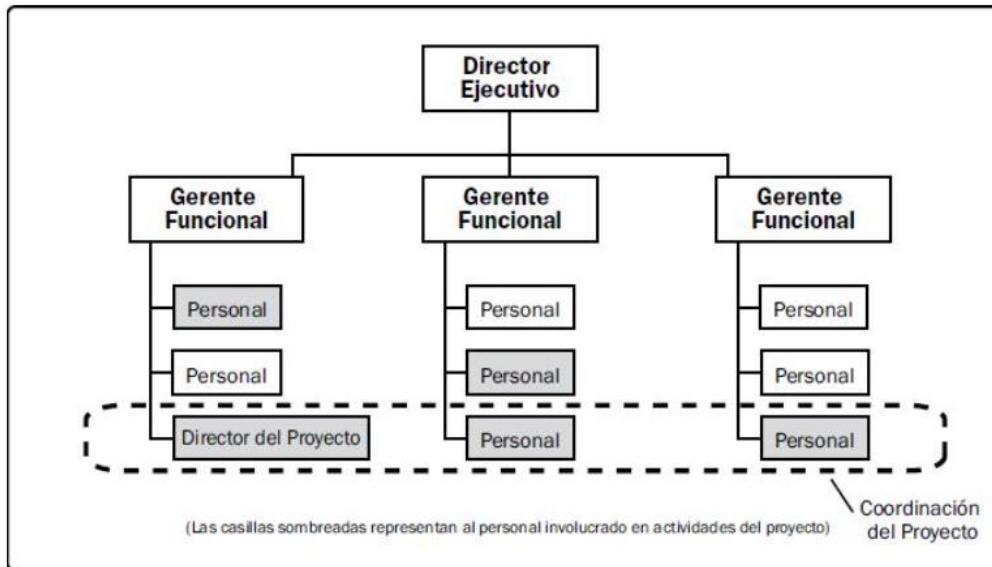 Director
Ejecutivo
Gerente
Funcional
Gerente
Funcional
Gerente
Funcional
Personal
Personal
Personal
Personal
Personal
Personal
Director del Proyecto
Personal
Personal
Coordinación
del Proyecto
(Las casillas sombreadas representan al personal involucrado en actividades del proyecto)